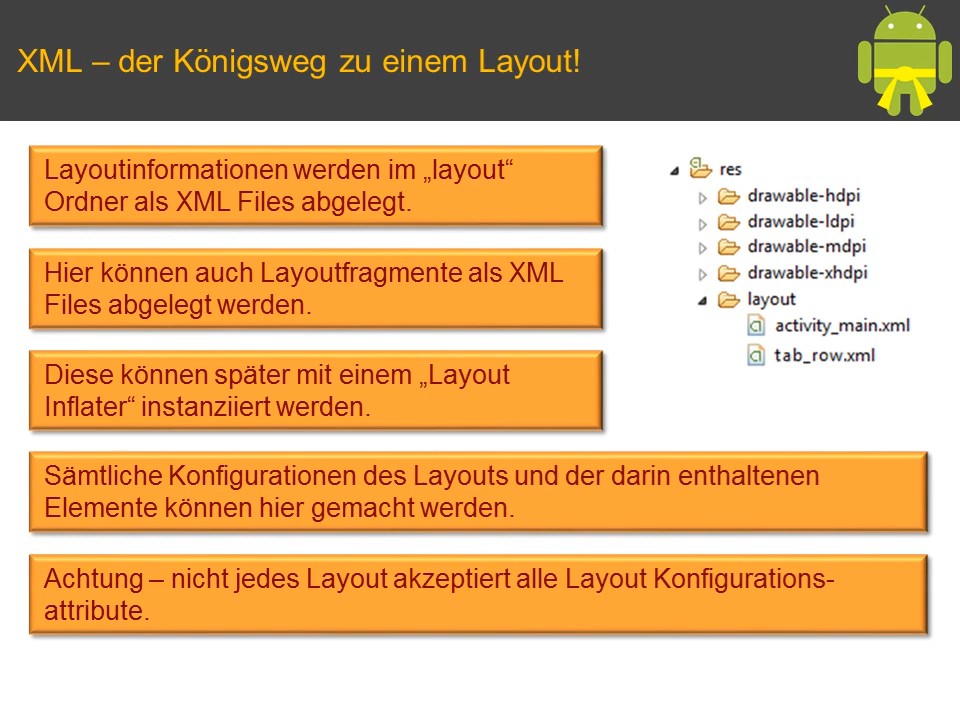 XML – der Königsweg zu einem Layout!
Layoutinformationen werden im „layout“
Ordner als XML Files abgelegt.
Hier können auch Layoutfragmente als XML
Files abgelegt werden.
Diese können später mit einem „Layout
Inflater“ instanziiert werden.
Sämtliche Konfigurationen des Layouts und der darin enthaltenen
Elemente können hier gemacht werden.
Achtung – nicht jedes Layout akzeptiert alle Layout Konfigurations-
attribute.
res
drawable-hdpi
drawable-ldpi
drawable-mdpi
drawable-xhdpi
layout
activity_main.xml
tab_row.xml